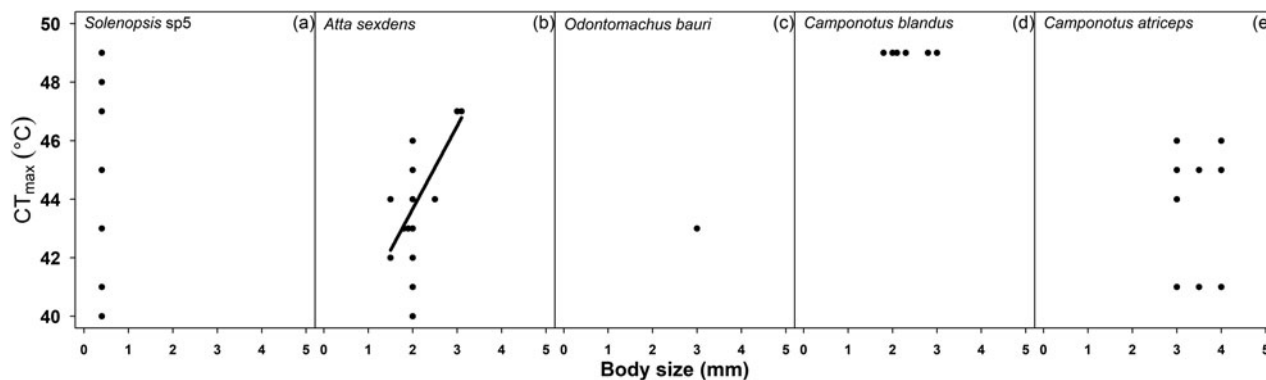 50
48
46
44
42
40
CTmax (°C)
Solenopsis sp5 (a)
Atta sexdens (b)
Odontomachus bauri (c)
Camponotus blandus (d)
Camponotus atriceps (e)
0 1 2 3 4 5
0 1 2 3 4 5
0 1 2 3 4 5
0 1 2 3 4 5
0 1 2 3 4 5
Body size (mm)